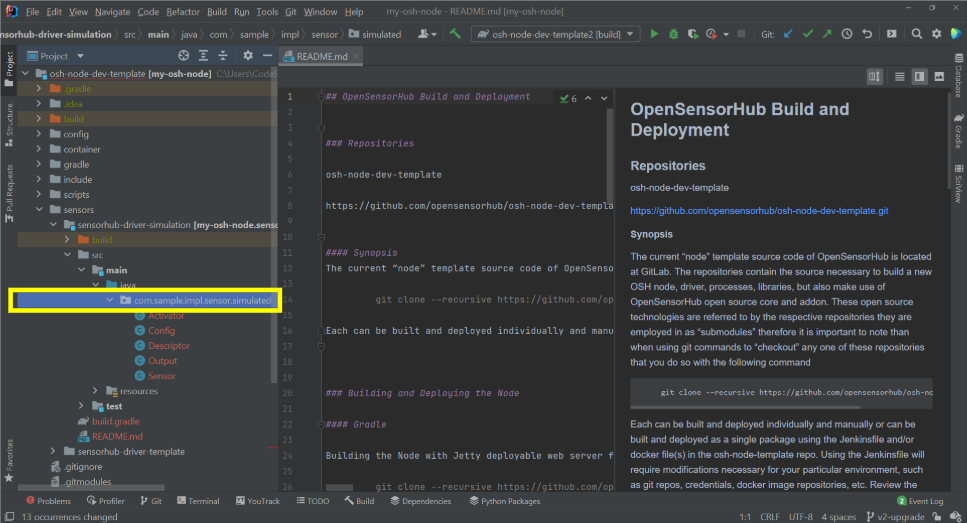 File Edit View Navigate Code Refactor Build Run Tools Git Window Help my-osh-node - README.md [my-osh-node]
nsorhub-driver-simulation src main java com sample impl sensor simulated osh-node-dev-template2 [build] Git:
Project
README.md
Project
Structure
Pull Requests
Favorites
osh-node-dev-template [my-osh-node] C:\Users\Code
.gradle
.idea
build
config
container
gradle
include
scripts
sensors
sensorhub-driver-simulation [my-osh-node.senso
build
src
main
java
com.sample.impl.sensor.simulated
Activator
Config
Descriptor
Output
Sensor
resources
test
build.gradle
README.md
sensorhub-driver-template
.gitignore
.gitmodules
6
1 ## OpenSensorHub Build and Deployment
2
3
4 ### Repositories
5
6 osh-node-dev-template
7
8 https://github.com/opensensorhub/osh-node-dev-templa
9
10
11 #### Synopsis
12 The current “node” template source code of OpenSenso
13
14 git clone --recursive https://github.com/o
15
16 Each can be built and deployed individually and manu
17
18
19
20 ### Building and Deploying the Node
21
22 #### Gradle
23
24 Building the Node with Jetty deployable web server f
25
26 git clone --recursive https://github.com/o
OpenSensorHub Build and
Deployment
Repositories
osh-node-dev-template
https://github.com/opensensorhub/osh-node-dev-template.git
Synopsis
The current “node” template source code of OpenSensorHub is located
at GitLab. The repositories contain the source necessary to build a new
OSH node, driver, processes, libraries, but also make use of
OpenSensorHub open source core and addon. These open source
technologies are referred to by the respective repositories they are
employed in as “submodules” therefore it is important to note than
when using git commands to “checkout” any one of these repositories
that you do so with the following command
git clone --recursive https://github.com/opensensorhub/osh-no
Each can be built and deployed individually and manually or can be
built and deployed as a single package using the Jenkinsfile and/or
docker file(s) in the osh-node-template repo. Using the Jenkinsfile will
require modifications necessary for your particular environment, such
as git repos, credentials, docker image repositories, etc. Review the
Database
Gradle
SciView
Problems Profiler Git Terminal YouTrack TODO Build Dependencies Python Packages 2 Event Log
13 occurrences changed 1:1 CRLF UTF-8 4 spaces v2-upgrade